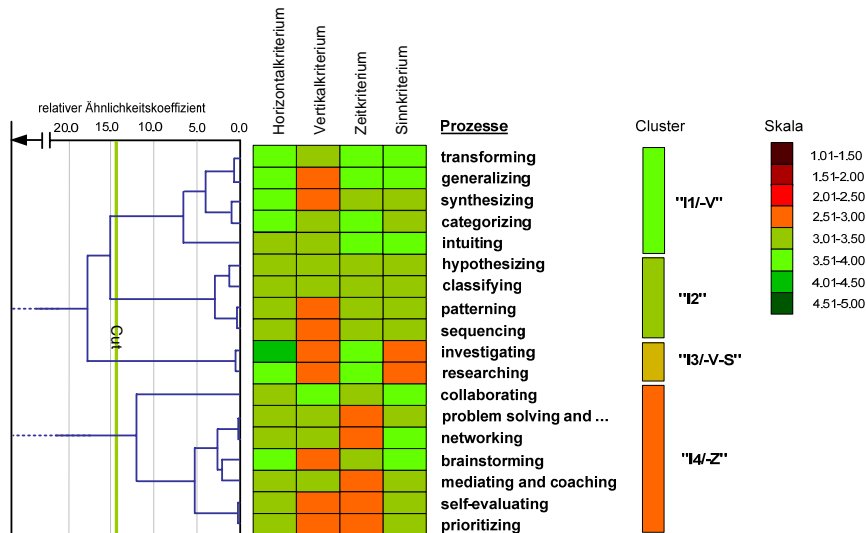 Horizontalkriterium
Vertikalkriterium
Zeitkriterium
Sinnkriterium
relativer Ähnlichkeitskoeffizient
20.0 15.0 10.0 5.0 0.0
Prozesse
Cluster
Skala
transforming
generalizing
synthesizing
categorizing
intuiting
hypothesizing
classifying
patterning
sequencing
investigating
researching
collaborating
problem solving and ...
networking
brainstorming
mediating and coaching
self-evaluating
prioritizing
Cut
"I1/-V"
"I2"
"I3/-V-S"
"I4/-Z"
1.01-1.50
1.51-2.00
2.01-2.50
2.51-3.00
3.01-3.50
3.51-4.00
4.01-4.50
4.51-5.00